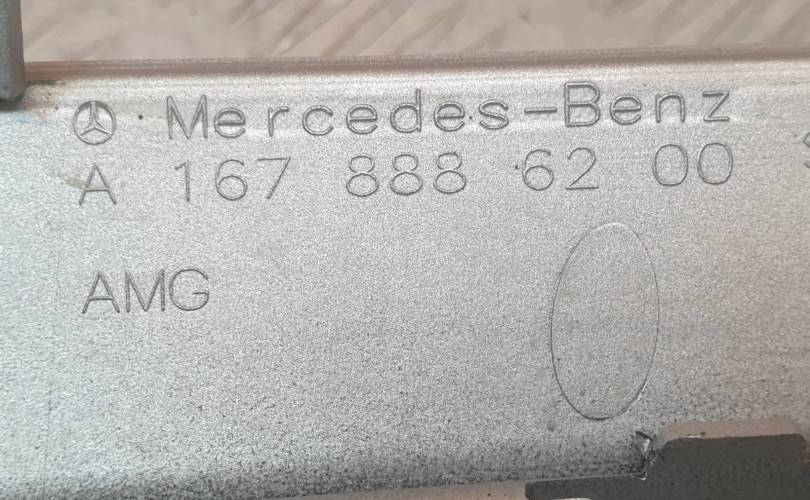 Mercedes-Benz
A 167 888 62 00
AMG